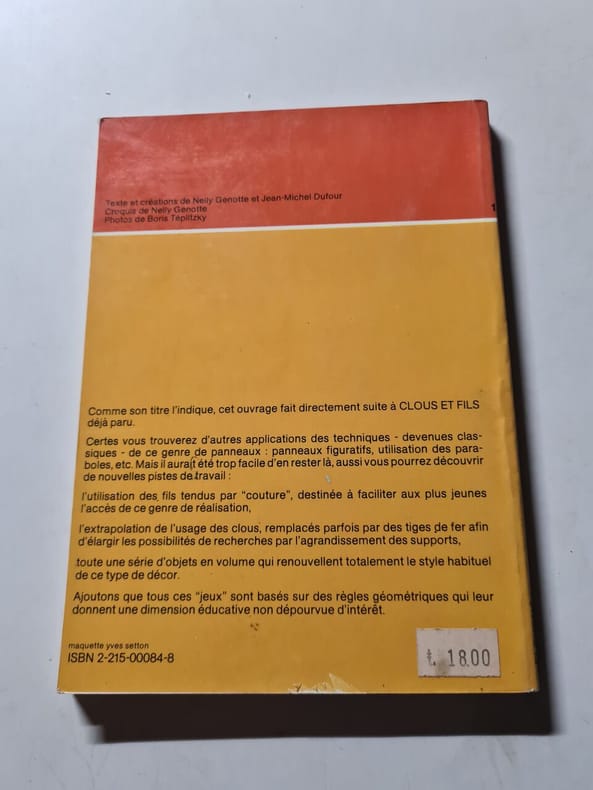 Texte et créations de Nelly Genotte et Jean-Michel Dufour
Croquis de Nelly Genotte
Photos de Boris Teplitzky
1
Comme son titre l'indique, cet ouvrage fait directement suite à CLOUS ET FILS
déjà paru.
Certes vous trouverez d'autres applications des techniques - devenues clas-
siques - de ce genre de panneaux : panneaux figuratifs, utilisation des para-
boles, etc. Mais il aurait été trop facile d'en rester là, aussi vous pourrez découvrir
de nouvelles pistes de travail :
l'utilisation des fils tendus par "couture", destinée à faciliter aux plus jeunes
l'accès de ce genre de réalisation,
l'extrapolation de l'usage des clous, remplacés parfois par des tiges de fer afin
d'élargir les possibilités de recherches par l'agrandissement des supports,
toute une série d'objets en volume qui renouvellent totalement le style habituel
de ce type de décor.
Ajoutons que tous ces "jeux" sont basés sur des règles géométriques qui leur
donnent une dimension éducative non dépourvue d'intérêt.
maquette yves setton
ISBN 2-215-00084-8
₺ 18.00